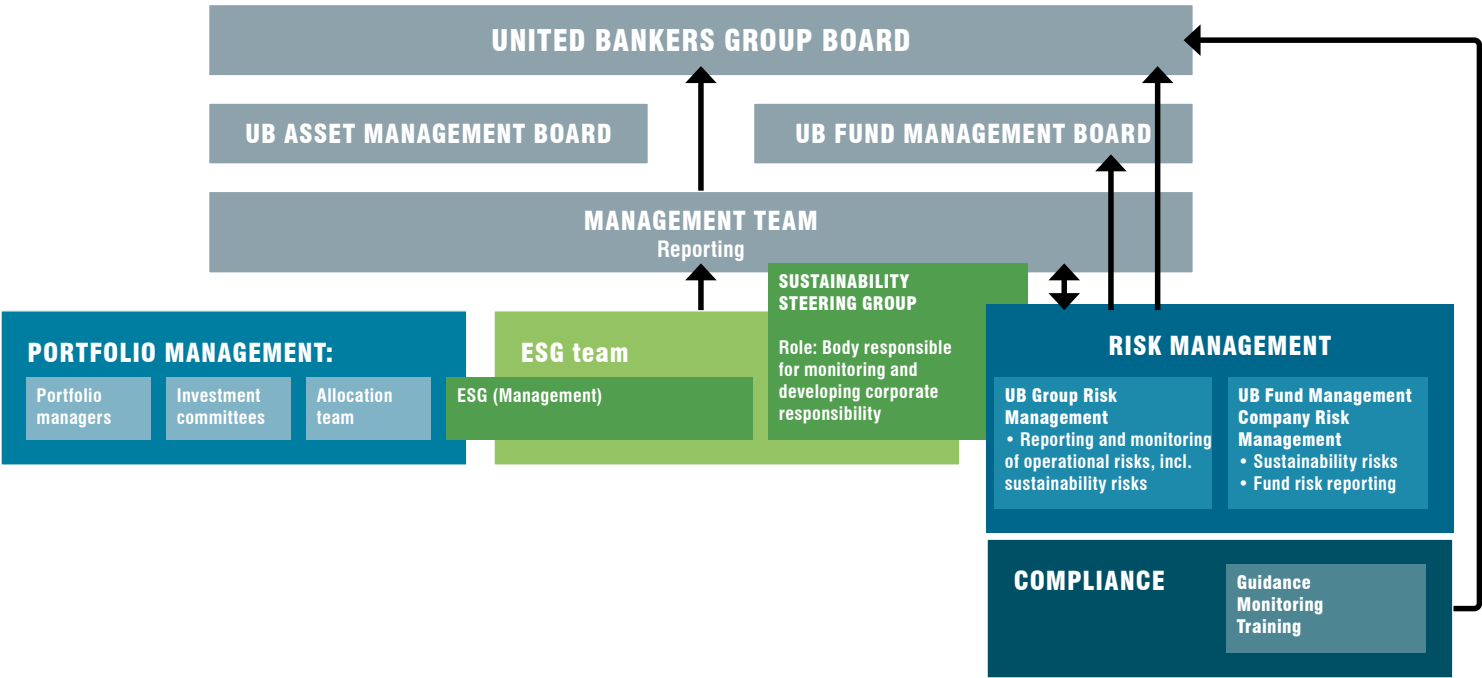 UNITED BANKERS GROUP BOARD
UB ASSET MANAGEMENT BOARD
UB FUND MANAGEMENT BOARD
MANAGEMENT TEAM
Reporting
PORTFOLIO MANAGEMENT:
Portfolio
managers
Investment
committees
Allocation
team
ESG team
ESG (Management)
SUSTAINABILITY
STEERING GROUP
Role: Body responsible
for monitoring and
developing corporate
responsibility
RISK MANAGEMENT
UB Group Risk
Management
• Reporting and monitoring
of operational risks, incl.
sustainability risks
UB Fund Management
Company Risk
Management
• Sustainability risks
• Fund risk reporting
COMPLIANCE
Guidance
Monitoring
Training